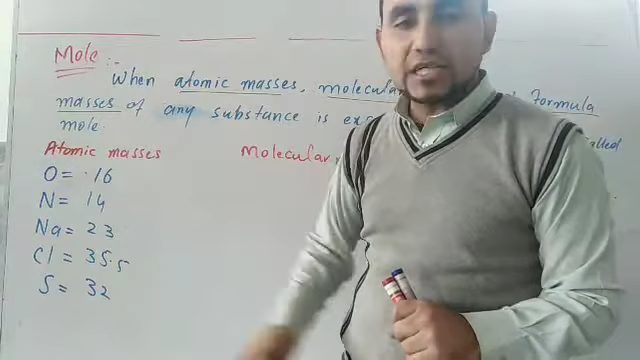 Mole :-
When atomic masses, molecular Formula
masses of any substance is called
mole.
Atomic masses Molecular
O = 16
N = 14
Na = 23
Cl = 35.5
S = 32